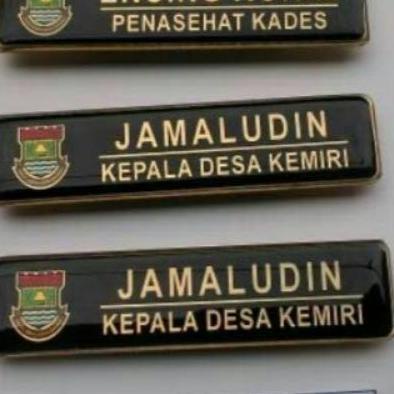 PENASEHAT KADES
JAMALUDIN
KEPALA DESA KEMIRI
JAMALUDIN
KEPALA DESA KEMIRI